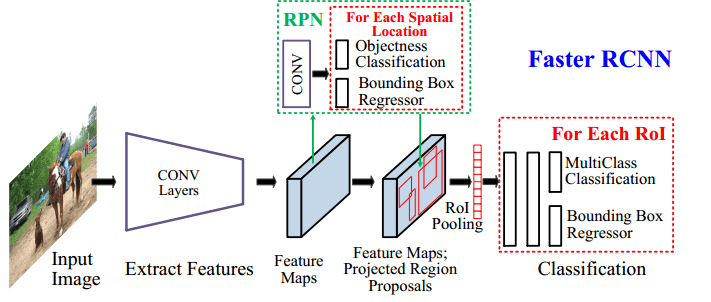 RPN
For Each Spatial
Location
CONV
Objectness
Classification
Bounding Box
Regressor
Faster RCNN
For Each RoI
MultiClass
Classification
Bounding Box
Regressor
CONV
Layers
RoI
Pooling
Input
Image
Extract Features
Feature
Maps
Feature Maps;
Projected Region
Proposals
Classification